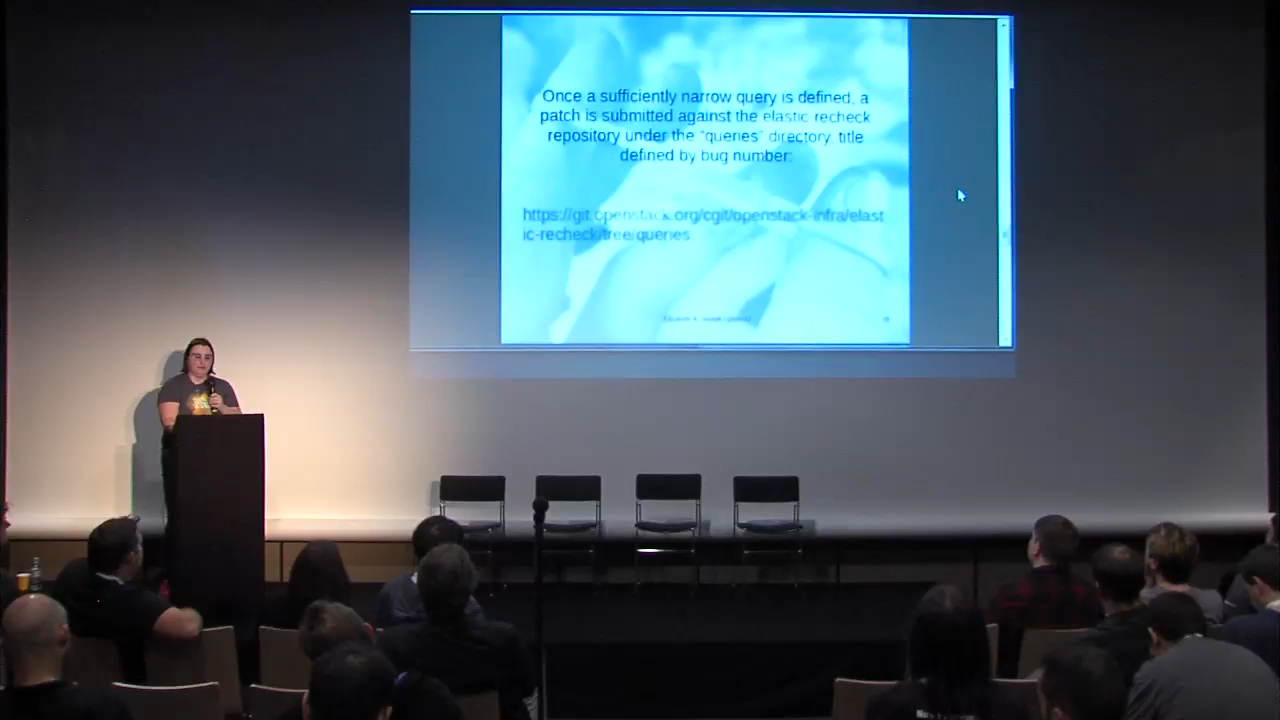 Once a sufficiently narrow query is defined, a
patch is submitted against the elastic recheck
repository under the "queries" directory, title
defined by bug number:
https://git.openstack.org/cgit/openstack-infra/elast
ic-recheck/tree/queries